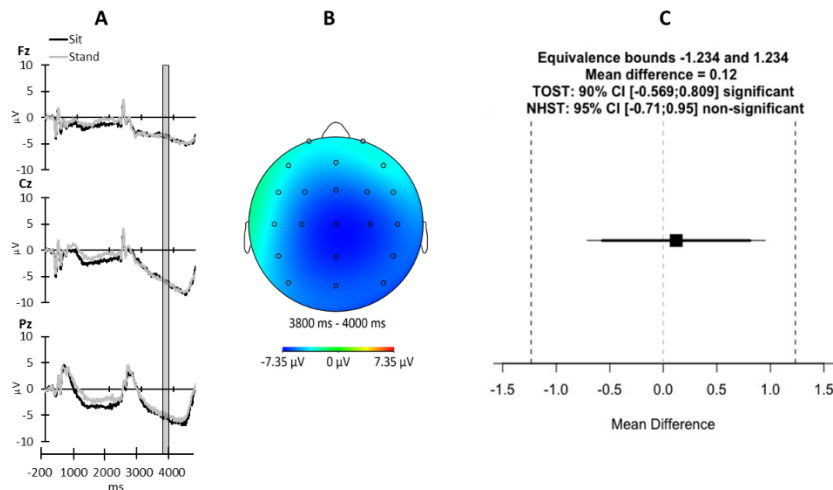 A
Sit
Stand
Fz
10
5
0
-5
-10
µV
Cz
10
5
0
-5
-10
µV
Pz
10
5
0
-5
-10
µV
-200 1000 2000 3000 4000
ms
B
3800 ms - 4000 ms
-7.35 µV 0 µV 7.35 µV
C
Equivalence bounds -1.234 and 1.234
Mean difference = 0.12
TOST: 90% CI [-0.569;0.809] significant
NHST: 95% CI [-0.71;0.95] non-significant
-1.5 -1.0 -0.5 0.0 0.5 1.0 1.5
Mean Difference